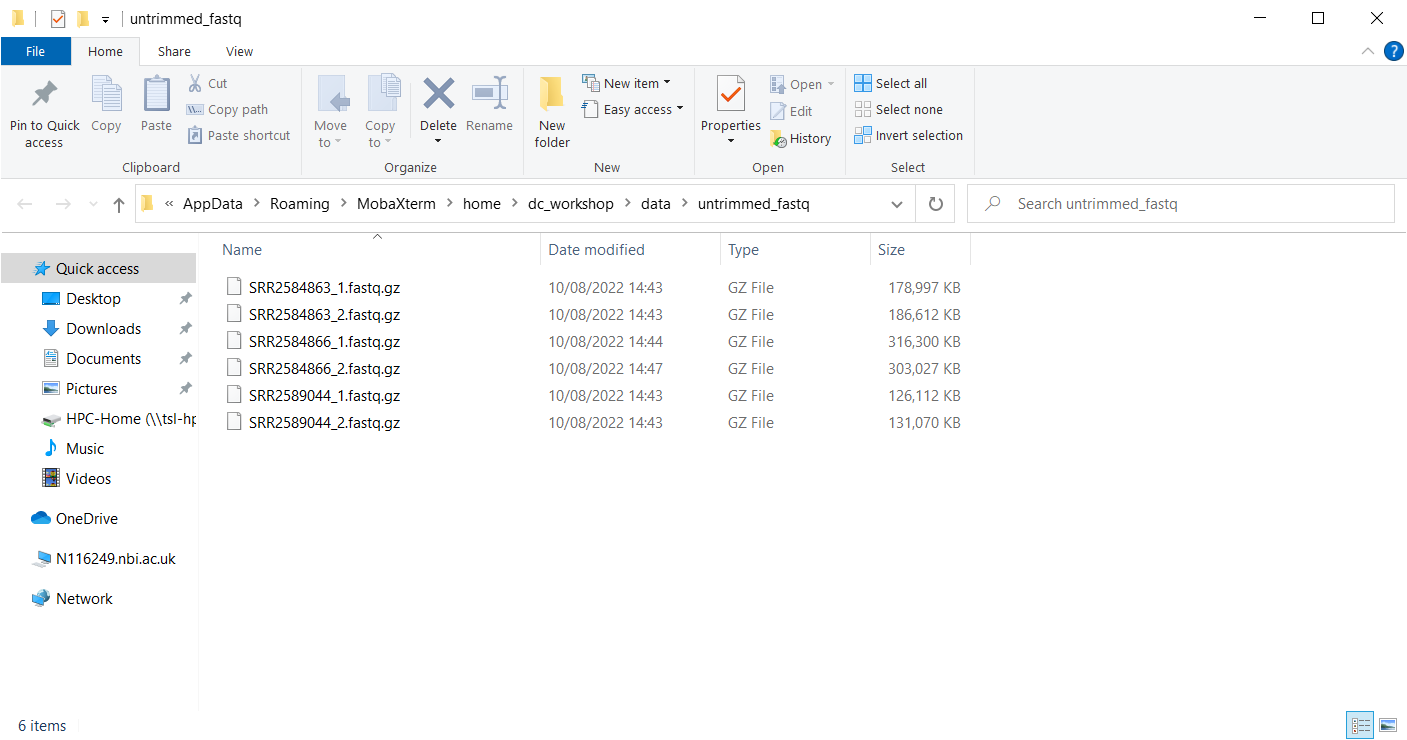 untrimmed_fastq
File Home Share View
Pin to Quick access
Copy
Paste
Cut
Copy path
Paste shortcut
Clipboard
Move to
Copy to
Delete
Rename
Organize
New folder
New item
Easy access
New
Properties
Open
Edit
History
Open
Select all
Select none
Invert selection
Select
« AppData > Roaming > MobaXterm > home > dc_workshop > data > untrimmed_fastq
Search untrimmed_fastq
Quick access
Desktop
Downloads
Documents
Pictures
HPC-Home (\\tsl-hp
Music
Videos
OneDrive
N116249.nbi.ac.uk
Network
Name Date modified Type Size
SRR2584863_1.fastq.gz 10/08/2022 14:43 GZ File 178,997 KB
SRR2584863_2.fastq.gz 10/08/2022 14:43 GZ File 186,612 KB
SRR2584866_1.fastq.gz 10/08/2022 14:44 GZ File 316,300 KB
SRR2584866_2.fastq.gz 10/08/2022 14:47 GZ File 303,027 KB
SRR2589044_1.fastq.gz 10/08/2022 14:43 GZ File 126,112 KB
SRR2589044_2.fastq.gz 10/08/2022 14:43 GZ File 131,070 KB
6 items